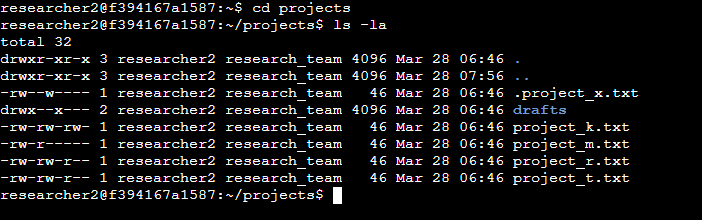 researcher2@f394167a1587:~$ cd projects
researcher2@f394167a1587:~/projects$ ls -la
total 32
drwxr-xr-x 3 researcher2 research_team 4096 Mar 28 06:46 .
drwxr-xr-x 3 researcher2 research_team 4096 Mar 28 07:56 ..
-rw--w---- 1 researcher2 research_team   46 Mar 28 06:46 .project_x.txt
drwx--x--- 2 researcher2 research_team 4096 Mar 28 06:46 drafts
-rw-rw-rw- 1 researcher2 research_team   46 Mar 28 06:46 project_k.txt
-rw-r----- 1 researcher2 research_team   46 Mar 28 06:46 project_m.txt
-rw-rw-r-- 1 researcher2 research_team   46 Mar 28 06:46 project_r.txt
-rw-rw-r-- 1 researcher2 research_team   46 Mar 28 06:46 project_t.txt
researcher2@f394167a1587:~/projects$